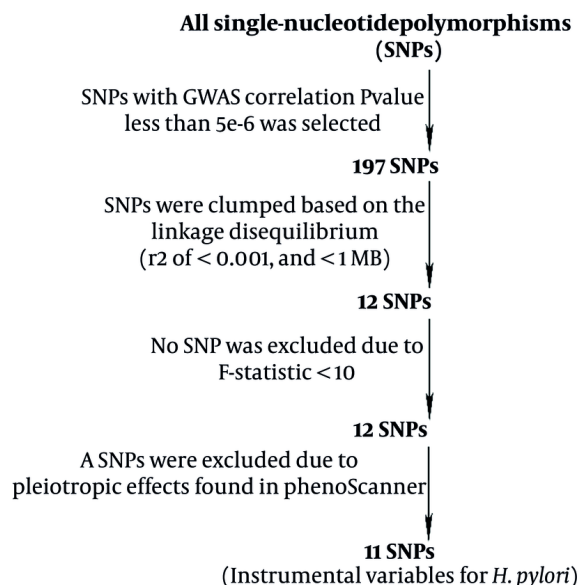 All single-nucleotidepolymorphisms
(SNPs)
SNPs with GWAS correlation Pvalue
less than 5e-6 was selected
197 SNPs
SNPs were clumped based on the
linkage disequilibrium
(r2 of < 0.001, and < 1 MB)
12 SNPs
No SNP was excluded due to
F-statistic < 10
12 SNPs
A SNPs were excluded due to
pleiotropic effects found in phenoScanner
11 SNPs
(Instrumental variables for H. pylori)